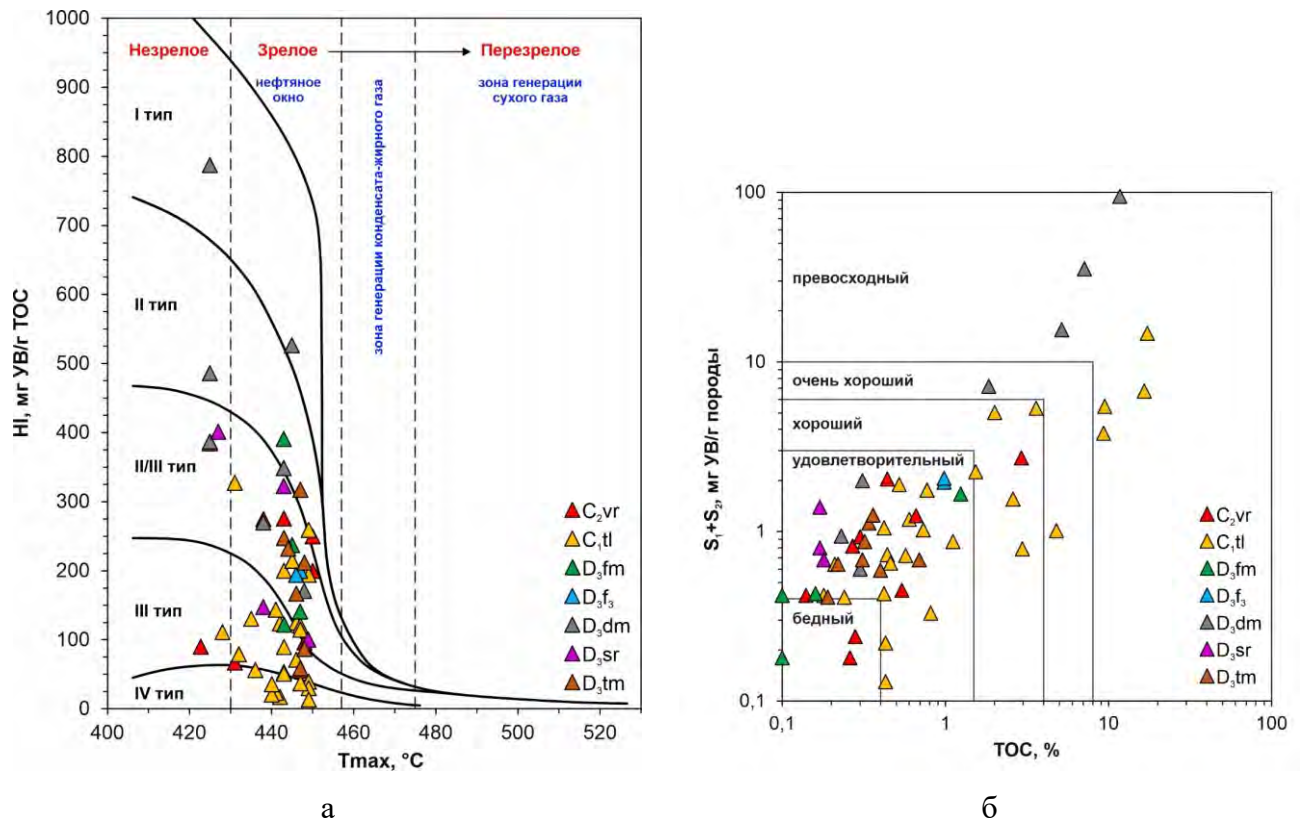 1000
900
800
700
600
500
400
300
200
100
0
HI, мг УВ/г ТОС
Незрелое
Зрелое
Перезрелое
нефтяное
окно
зона генерации
сухого газа
зона генерации конденсата-жирного газа
I тип
II тип
II/III тип
III тип
IV тип
C₂vr
C₁tl
D₃fm
D₃f₃
D₃dm
D₃sr
D₃tm
400
420
440
460
480
500
520
Tmax, °C
а
100
10
1
0,1
S₁+S₂, мг УВ/г породы
превосходный
очень хороший
хороший
удовлетворительный
бедный
C₂vr
C₁tl
D₃fm
D₃f₃
D₃dm
D₃sr
D₃tm
0,1
1
10
100
ТОС, %
б